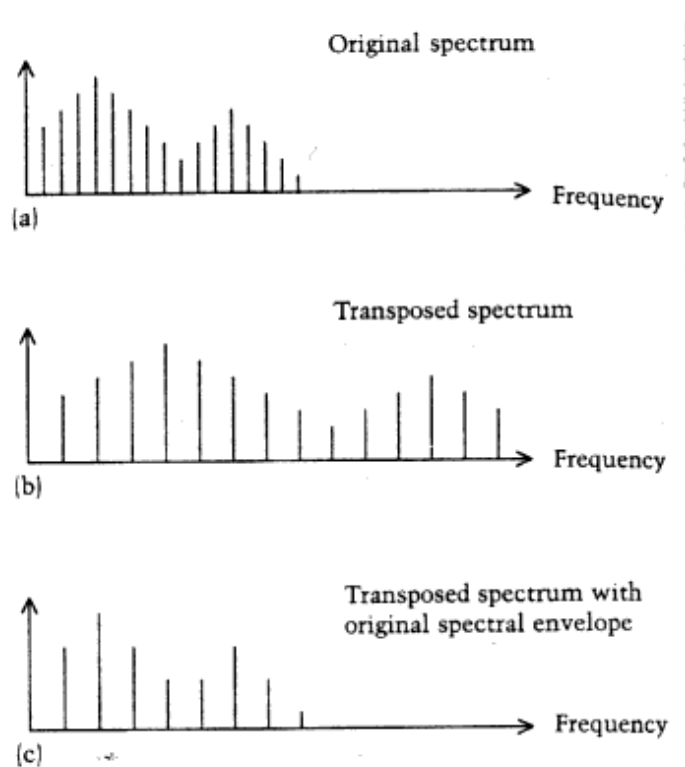 Original spectrum
Frequency
(a)
Transposed spectrum
Frequency
(b)
Transposed spectrum with
original spectral envelope
Frequency
(c)